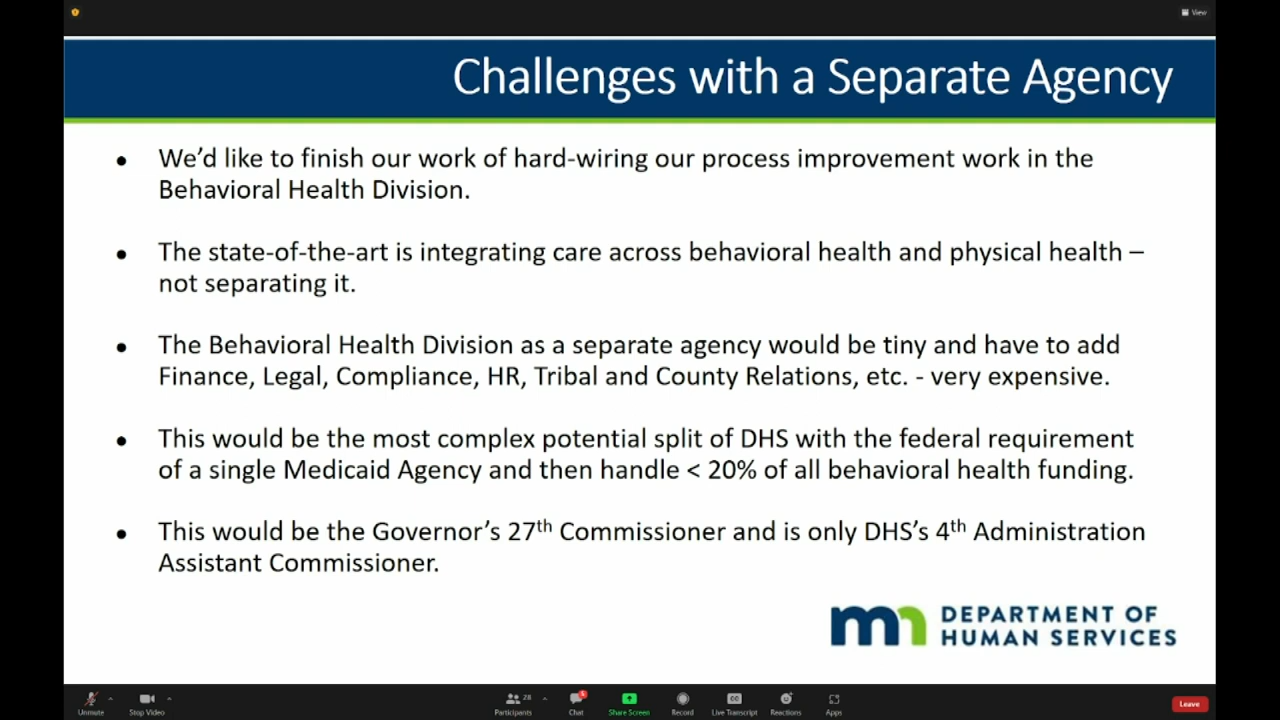 View
Challenges with a Separate Agency
• We’d like to finish our work of hard-wiring our process improvement work in the
Behavioral Health Division.
• The state-of-the-art is integrating care across behavioral health and physical health –
not separating it.
• The Behavioral Health Division as a separate agency would be tiny and have to add
Finance, Legal, Compliance, HR, Tribal and County Relations, etc. - very expensive.
• This would be the most complex potential split of DHS with the federal requirement
of a single Medicaid Agency and then handle < 20% of all behavioral health funding.
• This would be the Governor’s 27th Commissioner and is only DHS’s 4th Administration
Assistant Commissioner.
mn DEPARTMENT OF
HUMAN SERVICES
Unmute
Stop Video
28
Participants
Chat
Share Screen
Record
CC
Live Transcript
Reactions
Apps
Leave